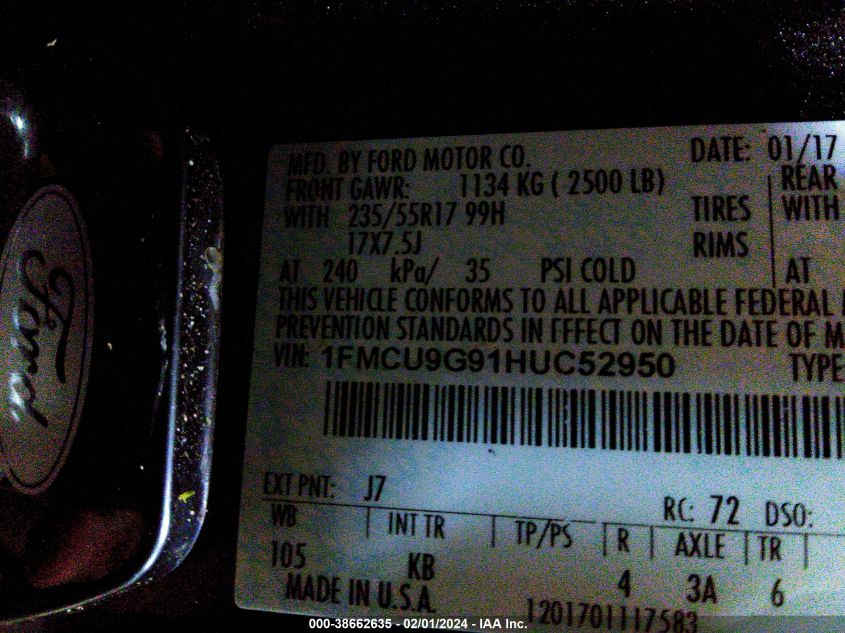 MFD. BY FORD MOTOR CO.
DATE: 01/17
FRONT GAWR: 1134 KG ( 2500 LB)
REAR
WITH 235/55R17 99H
TIRES WITH
17X7.5J
RIMS
AT 240 kPa/ 35 PSI COLD
AT
THIS VEHICLE CONFORMS TO ALL APPLICABLE FEDERAL
PREVENTION STANDARDS IN EFFECT ON THE DATE OF M
VIN: 1FMCU9G91HUC52950
TYPE
EXT PNT: J7
RC: 72 DSO:
WB INT TR TP/PS R AXLE TR
105 KB 4 3A 6
MADE IN U.S.A.
1201701117583
Ford
000-38662635 - 02/01/2024 - IAA Inc.